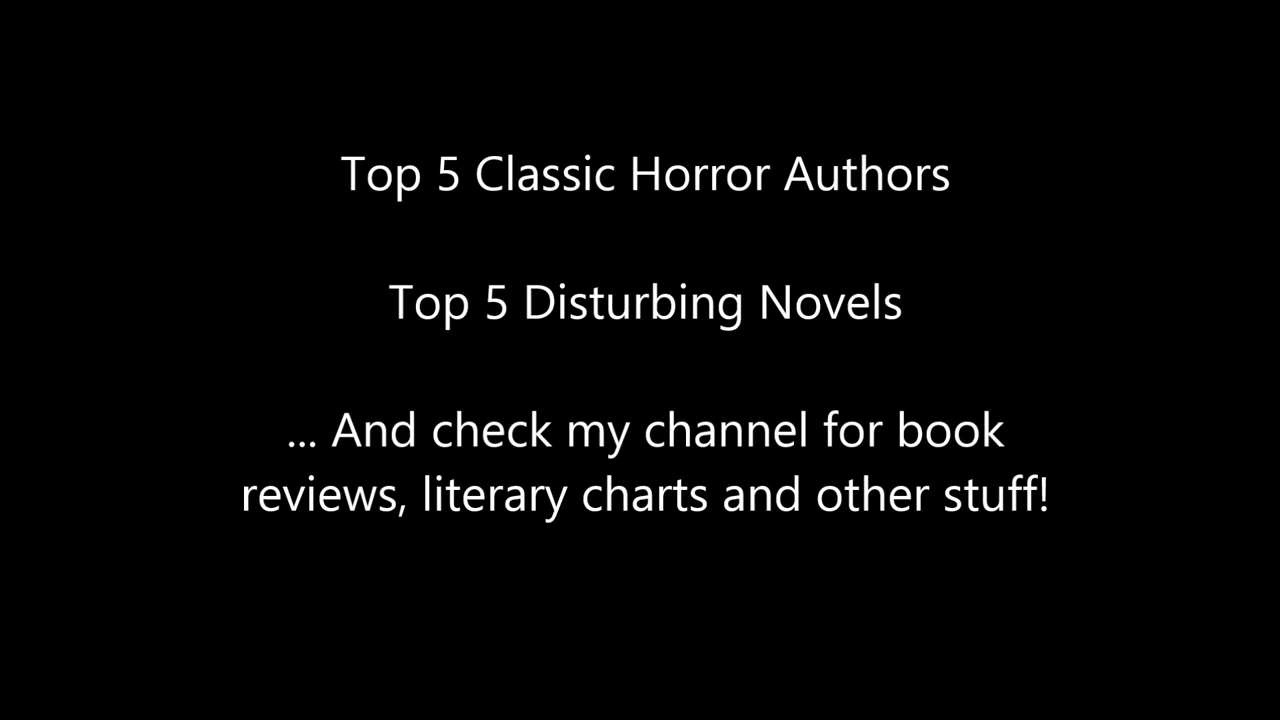 Top 5 Classic Horror Authors
Top 5 Disturbing Novels
... And check my channel for book
reviews, literary charts and other stuff!